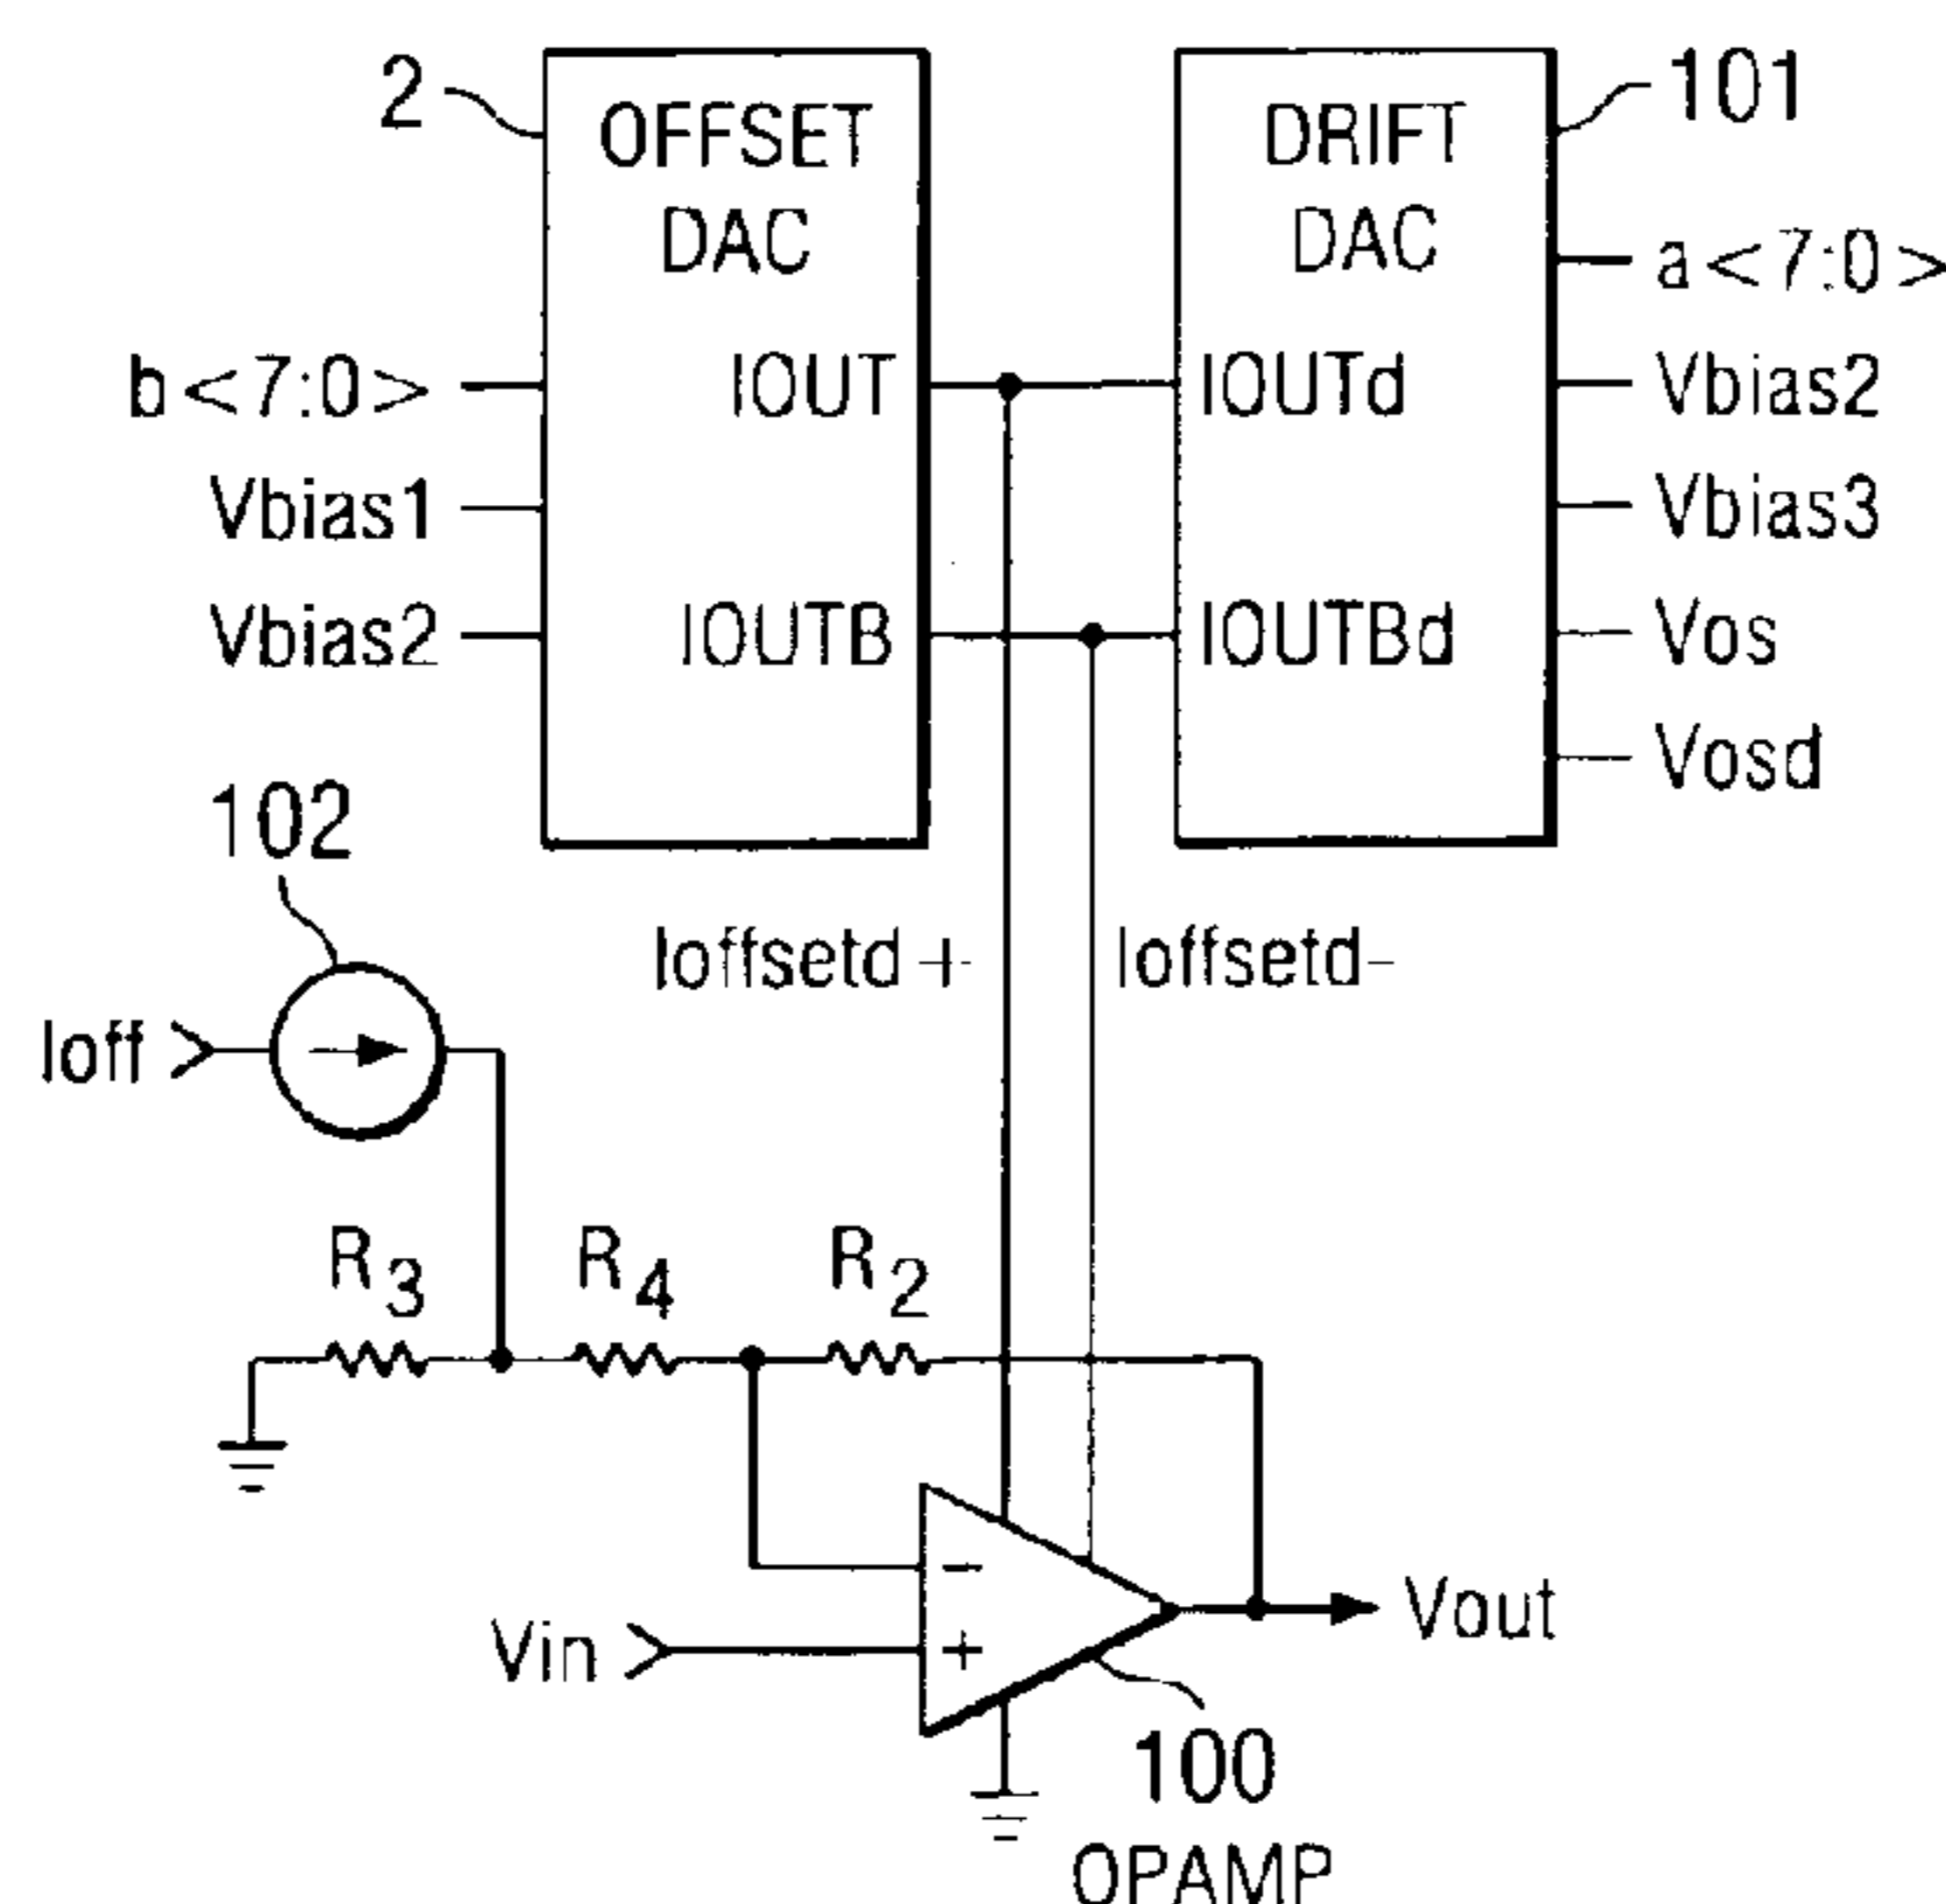 2
OFFSET
DAC
DRIFT
DAC
101
a<7:0>
b<7:0>
IOUT
IOUTd
Vbias2
Vbias1
Vbias3
Vbias2
IOUTB
IOUTBd
Vos
Vosd
102
Ioffsetd+
Ioffsetd-
Ioff
R3
R4
R2
-
Vin
+
Vout
100
OPAMP